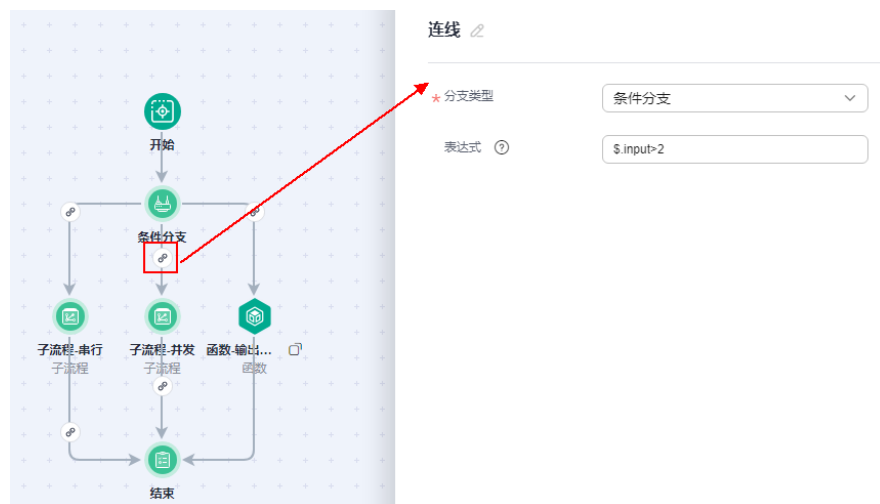 连线
分支类型
条件分支
表达式
$.input>2
开始
条件分支
子流程-串行
子流程
子流程-并发
子流程
函数-输出...
函数
结束